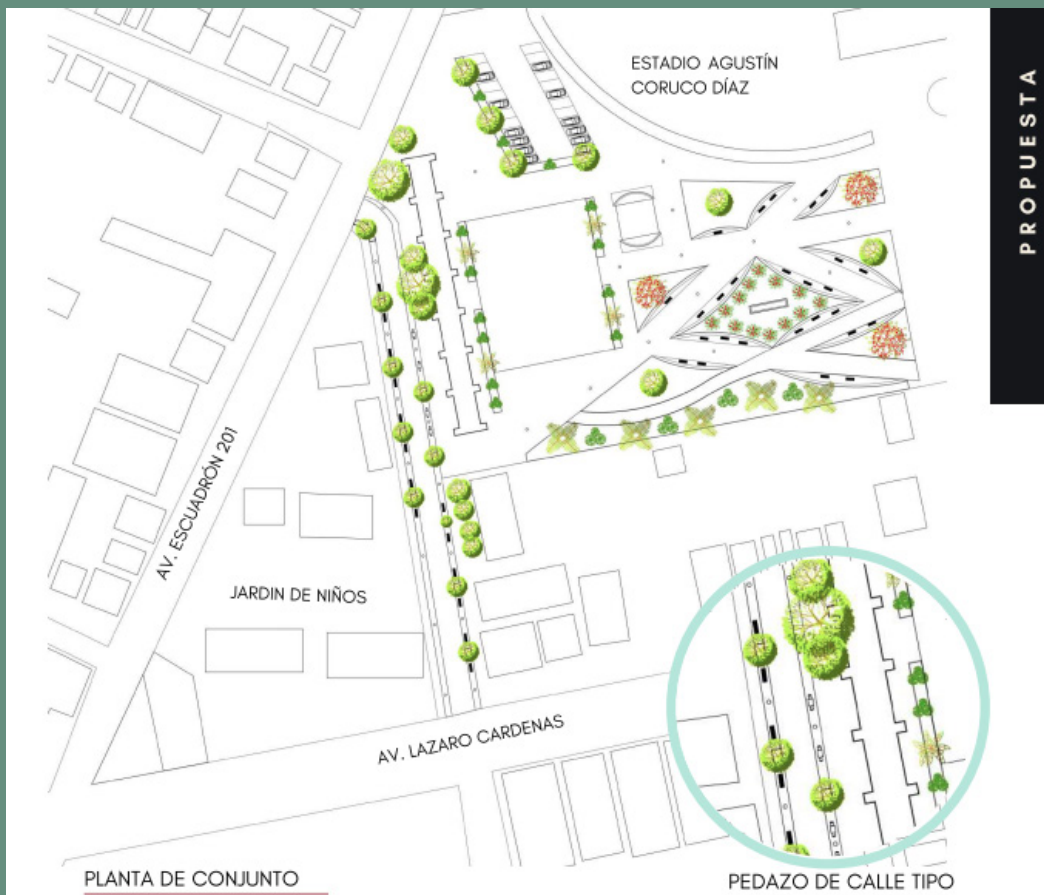 ESTADIO AGUSTÍN
CORUCO DÍAZ
PROPUESTA
AV. ESCUADRÓN 201
JARDIN DE NIÑOS
AV. LAZARO CARDENAS
PLANTA DE CONJUNTO
PEDAZO DE CALLE TIPO